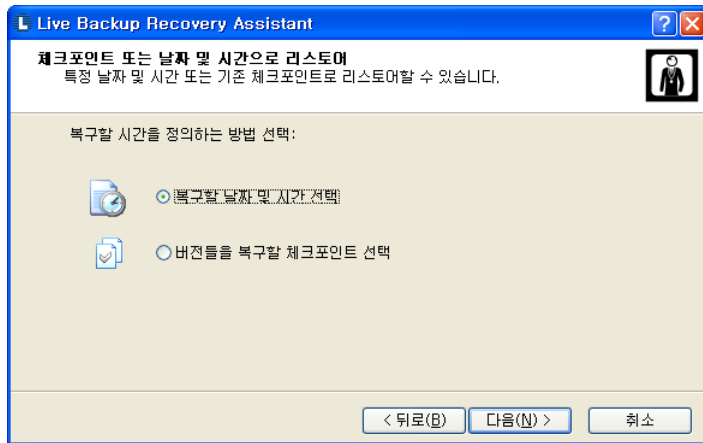 Live Backup Recovery Assistant
체크포인트 또는 날짜 및 시간으로 리스토어
특정 날짜 및 시간 또는 기존 체크포인트로 리스토어할 수 있습니다.
복구할 시간을 정의하는 방법 선택:
복구할 날짜 및 시간 선택
버전들을 복구할 체크포인트 선택
< 뒤로(B) 다음(N) > 취소